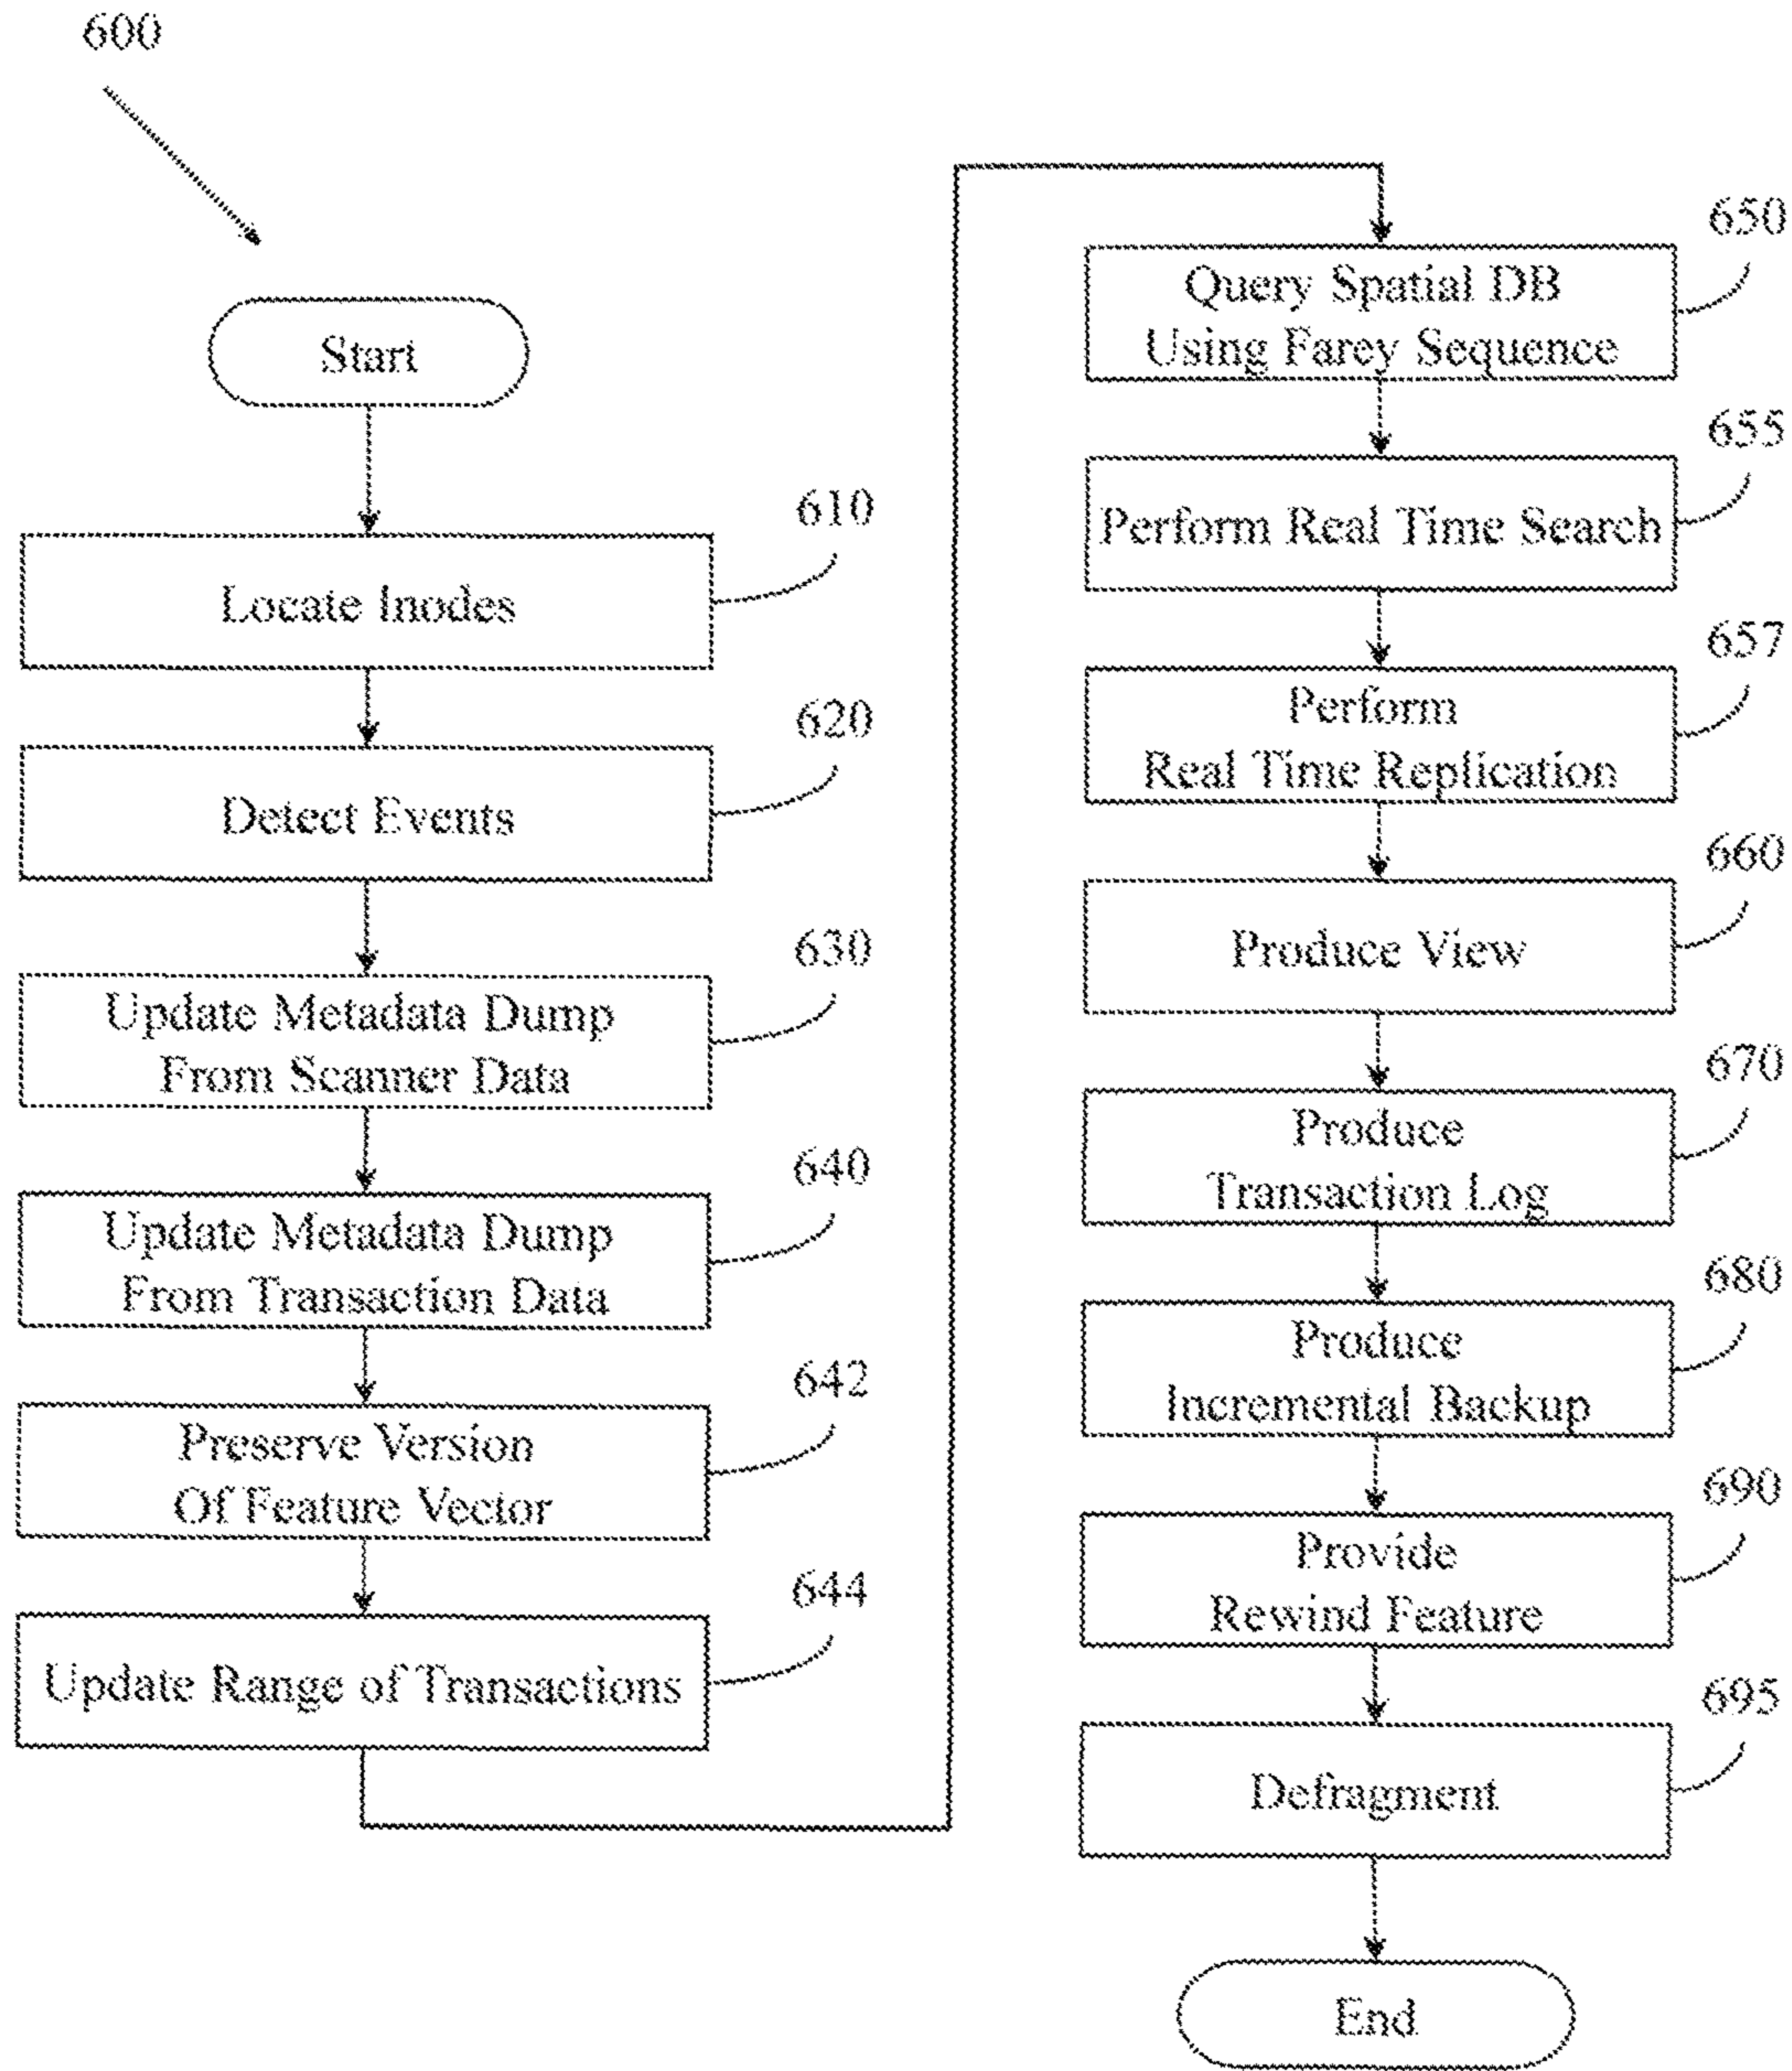 600
Start
610
Locate Inodes
620
Detect Events
630
Update Metadata Dump
From Scanner Data
640
Update Metadata Dump
From Transaction Data
642
Preserve Version
Of Feature Vector
644
Update Range of Transactions
650
Query Spatial DB
Using Farey Sequence
655
Perform Real Time Search
657
Perform
Real Time Replication
660
Produce View
670
Produce
Transaction Log
680
Produce
Incremental Backup
690
Provide
Rewind Feature
695
Defragment
End